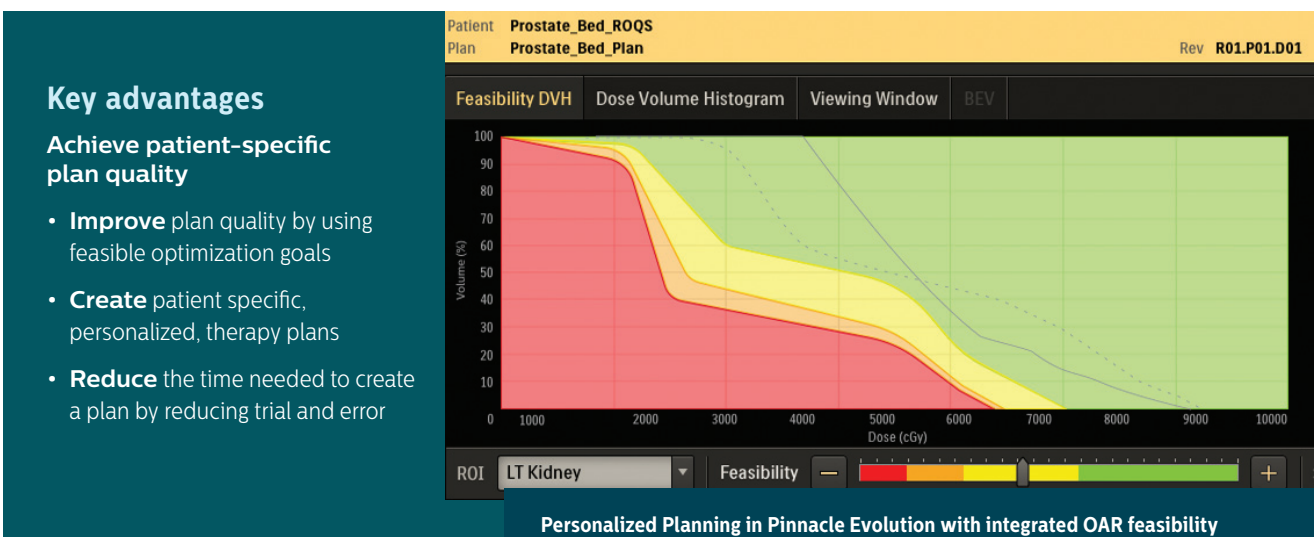 Key advantages
Achieve patient-specific
plan quality
• Improve plan quality by using
feasible optimization goals
• Create patient specific,
personalized, therapy plans
• Reduce the time needed to create
a plan by reducing trial and error
Patient Prostate_Bed_ROQS
Plan Prostate_Bed_Plan Rev R01.P01.D01
Feasibility DVH Dose Volume Histogram Viewing Window BEV
100
90
80
70
60
50
40
30
20
10
Volume (%)
0 1000 2000 3000 4000 5000 6000 7000 8000 9000 10000
Dose (cGy)
ROI LT Kidney Feasibility
Personalized Planning in Pinnacle Evolution with integrated OAR feasibility